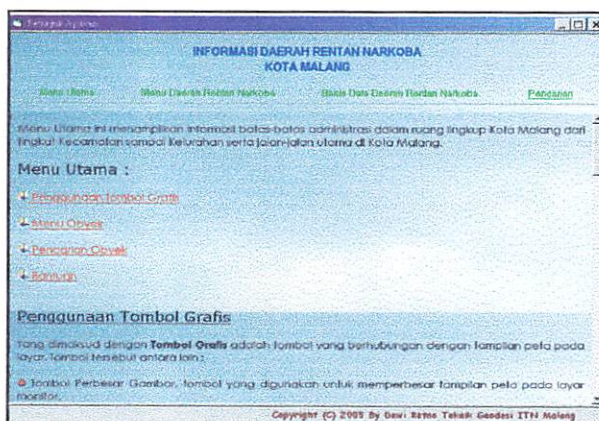 INFORMASI DAERAH RENTAN NARKOBA
KOTA MALANG
Menu Utama Menu Daerah Rentan Narkoba Basis Data Daerah Rentan Narkoba Pencarian
Menu Utama ini menampilkan informasi batas-batas administrasi dalam ruang lingkup Kota Malang dari
tingkat Kecamatan sampai Kelurahan serta jalan-jalan utama di Kota Malang.
Menu Utama :
Penggunaan Tombol Grafis
Menu Obyek
Pencarian Obyek
Bantuan
Penggunaan Tombol Grafis
Yang dimaksud dengan Tombol Grafis adalah tombol yang berhubungan dengan tampilan peta pada
layar. Tombol tersebut antara lain :
Tombol Perbesar Gambar, tombol yang digunakan untuk memperbesar tampilan peta pada layar
monitor.
Copyright (C) 2005 By Dewi Ratna Teknik Geodesi ITN Malang